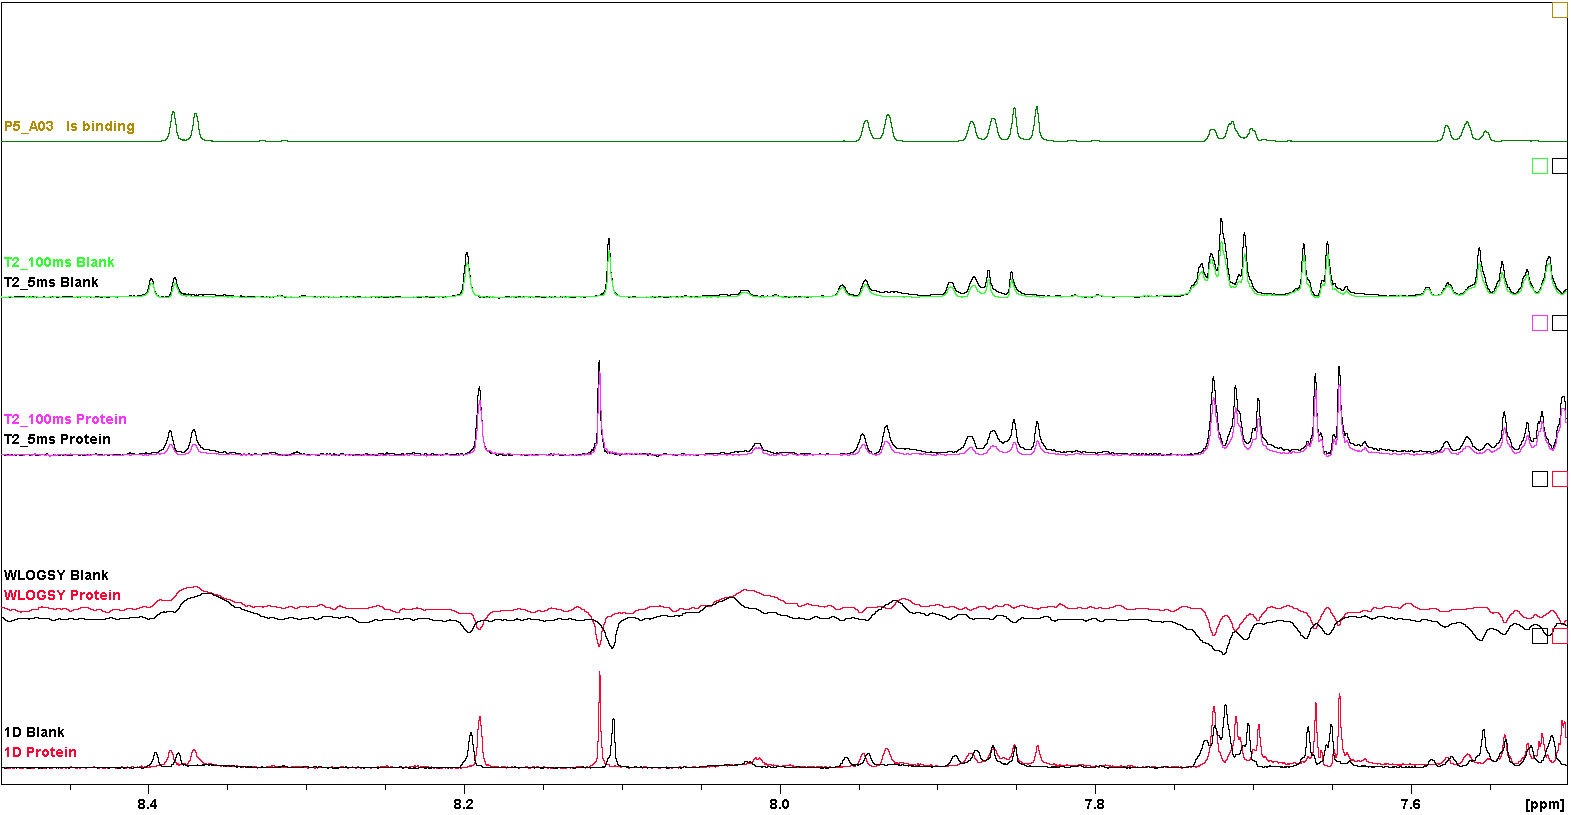 P5_A03 Is binding
T2_100ms Blank
T2_5ms Blank
T2_100ms Protein
T2_5ms Protein
WLOGSY Blank
WLOGSY Protein
1D Blank
1D Protein
8.4 8.2 8.0 7.8 7.6 [ppm]